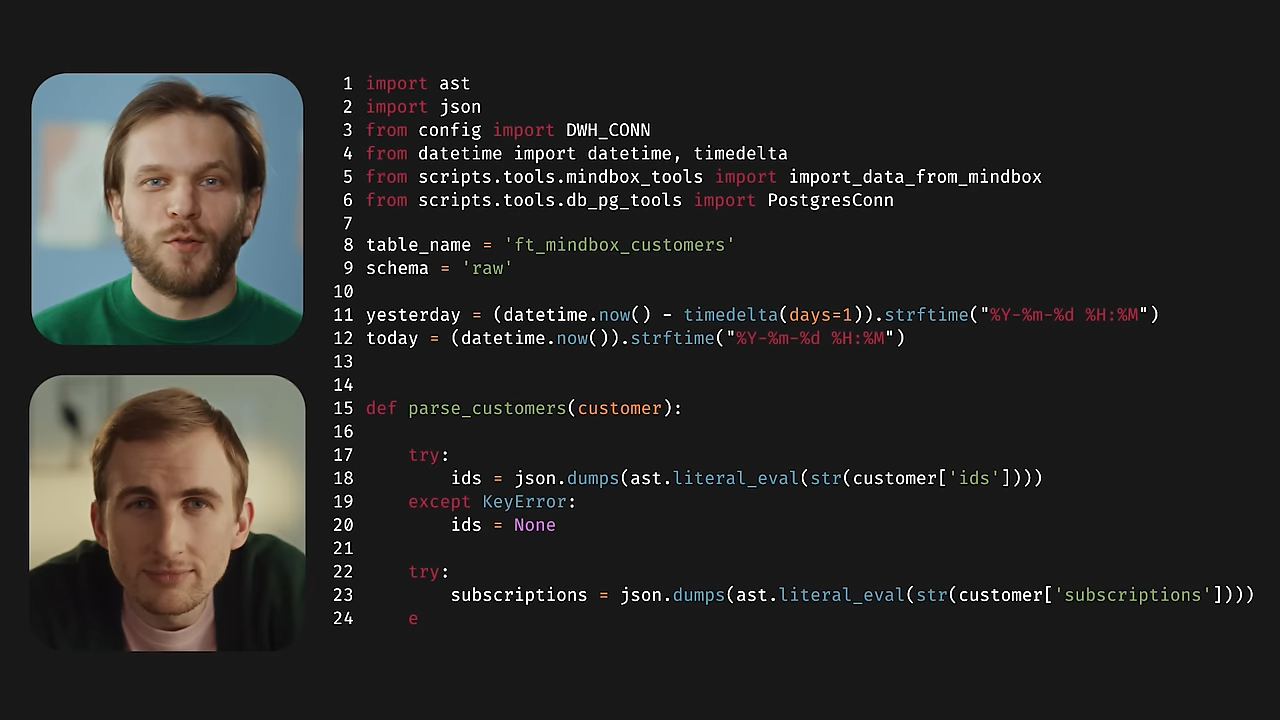 1 import ast
2 import json
3 from config import DWH_CONN
4 from datetime import datetime, timedelta
5 from scripts.tools.mindbox_tools import import_data_from_mindbox
6 from scripts.tools.db_pg_tools import PostgresConn
7
8 table_name = 'ft_mindbox_customers'
9 schema = 'raw'
10
11 yesterday = (datetime.now() - timedelta(days=1)).strftime("%Y-%m-%d %H:%M")
12 today = (datetime.now()).strftime("%Y-%m-%d %H:%M")
13
14
15 def parse_customers(customer):
16
17     try:
18         ids = json.dumps(ast.literal_eval(str(customer['ids'])))
19     except KeyError:
20         ids = None
21
22     try:
23         subscriptions = json.dumps(ast.literal_eval(str(customer['subscriptions'])))
24     e